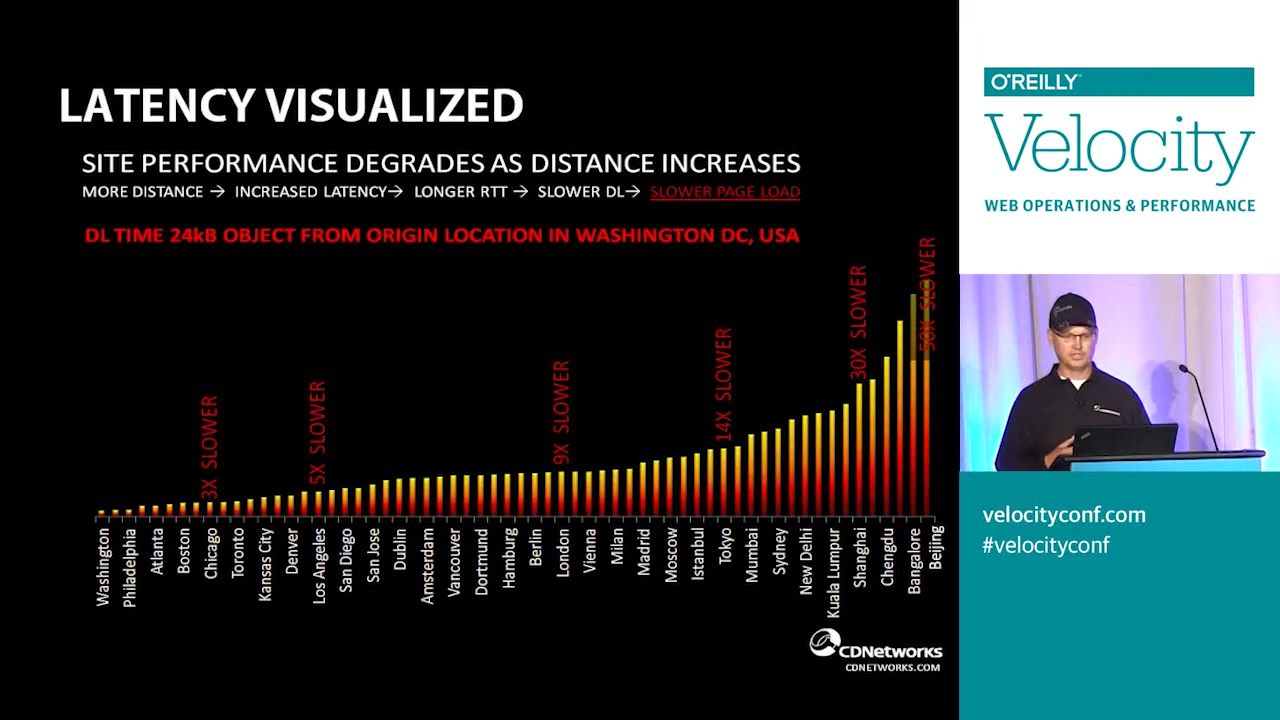 LATENCY VISUALIZED
SITE PERFORMANCE DEGRADES AS DISTANCE INCREASES
MORE DISTANCE → INCREASED LATENCY→ LONGER RTT → SLOWER DL→ SLOWER PAGE LOAD
DL TIME 24kB OBJECT FROM ORIGIN LOCATION IN WASHINGTON DC, USA
3X SLOWER
5X SLOWER
9X SLOWER
14X SLOWER
30X SLOWER
50X SLOWER
Washington
Philadelphia
Atlanta
Boston
Chicago
Toronto
Kansas City
Denver
Los Angeles
San Diego
San Jose
Dublin
Amsterdam
Vancouver
Dortmund
Hamburg
Berlin
London
Vienna
Milan
Madrid
Moscow
Istanbul
Tokyo
Mumbai
Sydney
New Delhi
Kuala Lumpur
Shanghai
Chengdu
Bangalore
Beijing
CDNetworks
CDNETWORKS.COM
O'REILLY
Velocity
WEB OPERATIONS & PERFORMANCE
velocityconf.com
#velocityconf